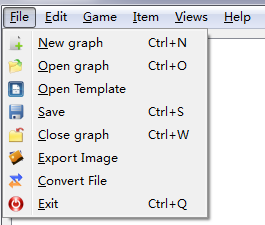 File Edit Game Item Views Help
New graph Ctrl+N
Open graph Ctrl+O
Open Template
Save Ctrl+S
Close graph Ctrl+W
Export Image
Convert File
Exit Ctrl+Q